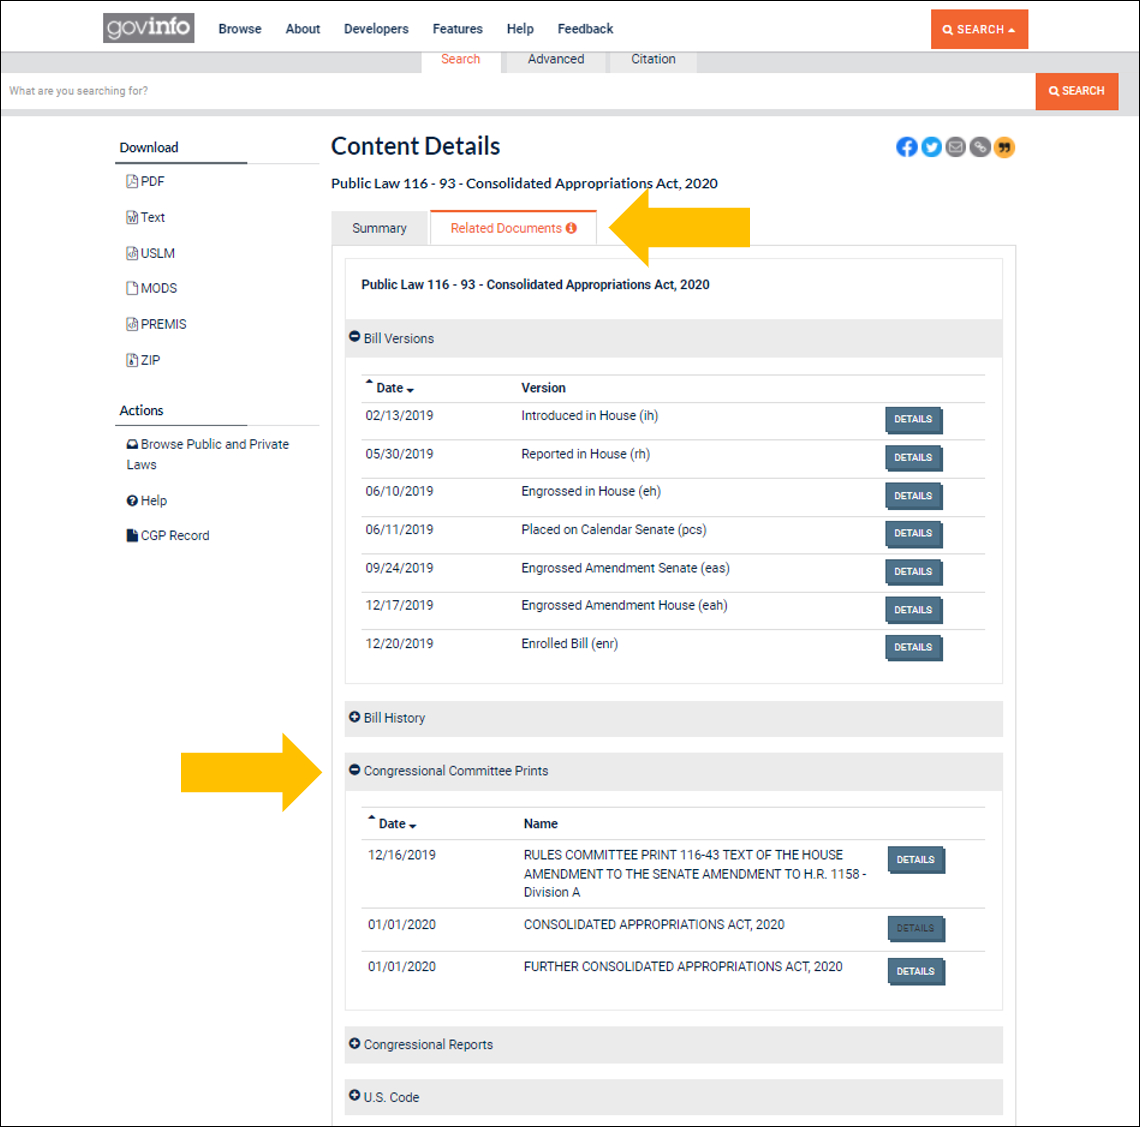 govinfo Browse About Developers Features Help Feedback SEARCH
Search Advanced Citation
What are you searching for? SEARCH
Download
PDF
Text
USLM
MODS
PREMIS
ZIP
Actions
Browse Public and Private
Laws
Help
CGP Record
Content Details
Public Law 116 - 93 - Consolidated Appropriations Act, 2020
Summary Related Documents
Public Law 116 - 93 - Consolidated Appropriations Act, 2020
Bill Versions
Date Version
02/13/2019 Introduced in House (ih) DETAILS
05/30/2019 Reported in House (rh) DETAILS
06/10/2019 Engrossed in House (eh) DETAILS
06/11/2019 Placed on Calendar Senate (pcs) DETAILS
09/24/2019 Engrossed Amendment Senate (eas) DETAILS
12/17/2019 Engrossed Amendment House (eah) DETAILS
12/20/2019 Enrolled Bill (enr) DETAILS
Bill History
Congressional Committee Prints
Date Name
12/16/2019 RULES COMMITTEE PRINT 116-43 TEXT OF THE HOUSE DETAILS
AMENDMENT TO THE SENATE AMENDMENT TO H.R. 1158 -
Division A
01/01/2020 CONSOLIDATED APPROPRIATIONS ACT, 2020 DETAILS
01/01/2020 FURTHER CONSOLIDATED APPROPRIATIONS ACT, 2020 DETAILS
Congressional Reports
U.S. Code